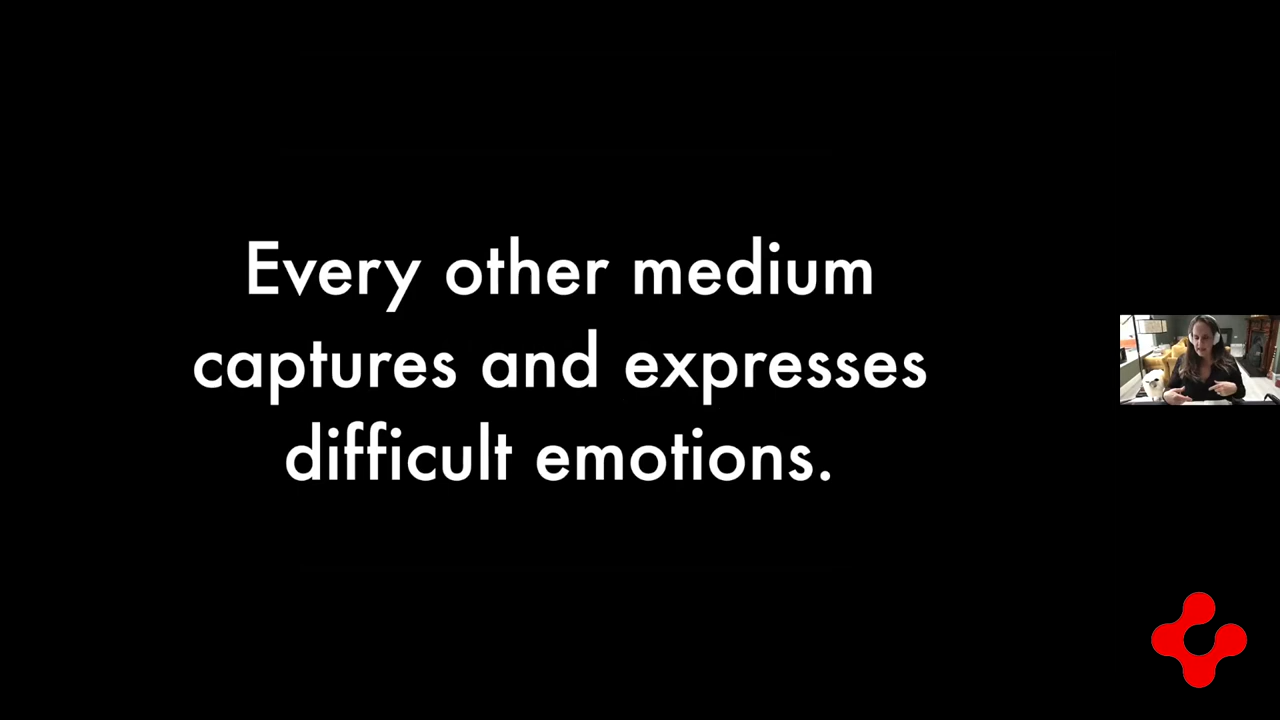 Every other medium
captures and expresses
difficult emotions.